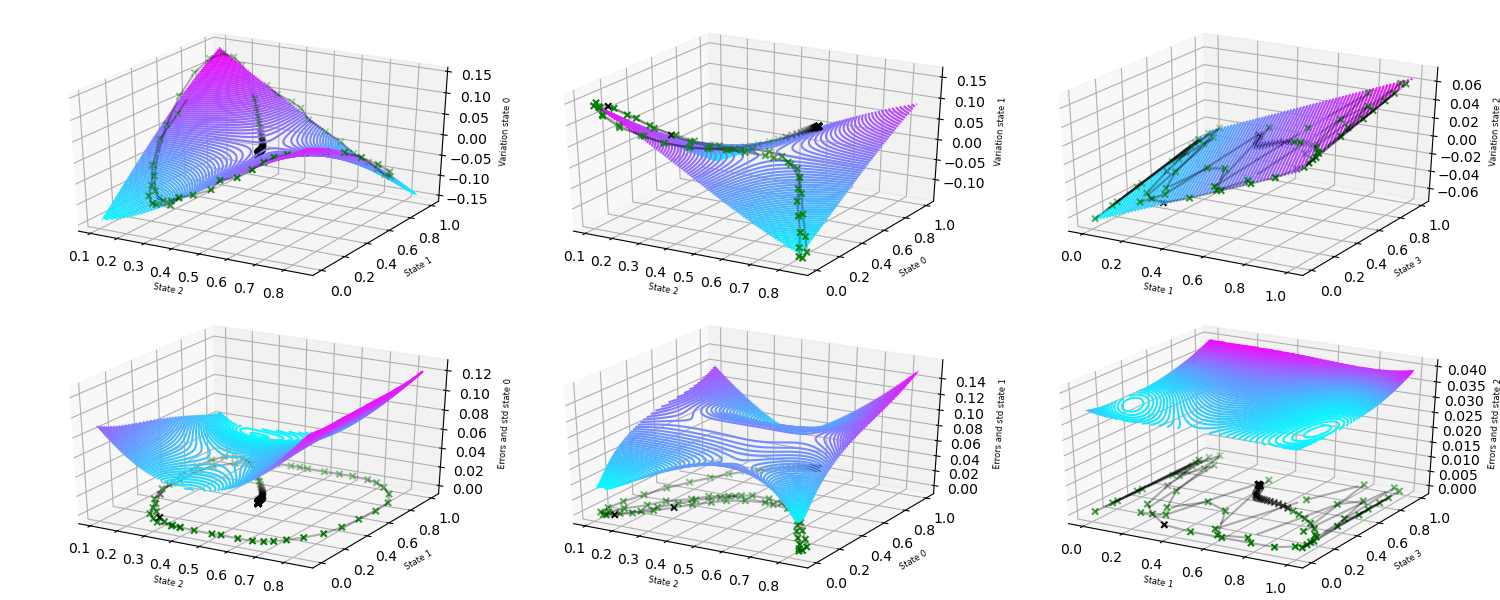 0.15
0.10
0.05
0.00
−0.05
−0.10
−0.15
Variation state 0
0.1 0.2 0.3 0.4 0.5 0.6 0.7 0.8
State 2
0.0 0.2 0.4 0.6 0.8 1.0
State 1
0.15
0.10
0.05
0.00
−0.05
−0.10
Variation state 1
0.1 0.2 0.3 0.4 0.5 0.6 0.7 0.8
State 2
0.0 0.2 0.4 0.6 0.8 1.0
State 0
0.06
0.04
0.02
0.00
−0.02
−0.04
−0.06
Variation state 2
0.0 0.2 0.4 0.6 0.8 1.0
State 1
0.0 0.2 0.4 0.6 0.8 1.0
State 3
0.12
0.10
0.08
0.06
0.04
0.02
0.00
Errors and std state 0
0.1 0.2 0.3 0.4 0.5 0.6 0.7 0.8
State 2
0.0 0.2 0.4 0.6 0.8 1.0
State 1
0.14
0.12
0.10
0.08
0.06
0.04
0.02
0.00
Errors and std state 1
0.1 0.2 0.3 0.4 0.5 0.6 0.7 0.8
State 2
0.0 0.2 0.4 0.6 0.8 1.0
State 0
0.040
0.035
0.030
0.025
0.020
0.015
0.010
0.005
0.000
Errors and std state 2
0.0 0.2 0.4 0.6 0.8 1.0
State 1
0.0 0.2 0.4 0.6 0.8 1.0
State 3